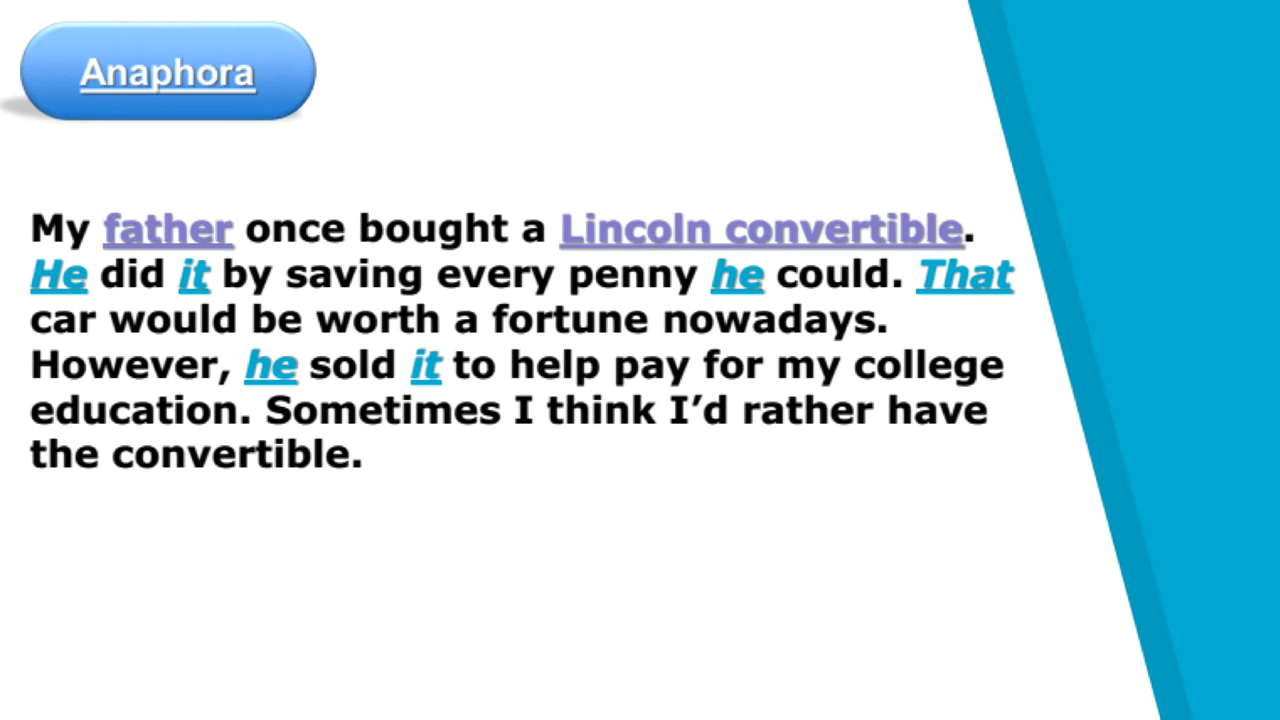 Anaphora
My father once bought a Lincoln convertible.
He did it by saving every penny he could. That
car would be worth a fortune nowadays.
However, he sold it to help pay for my college
education. Sometimes I think I’d rather have
the convertible.